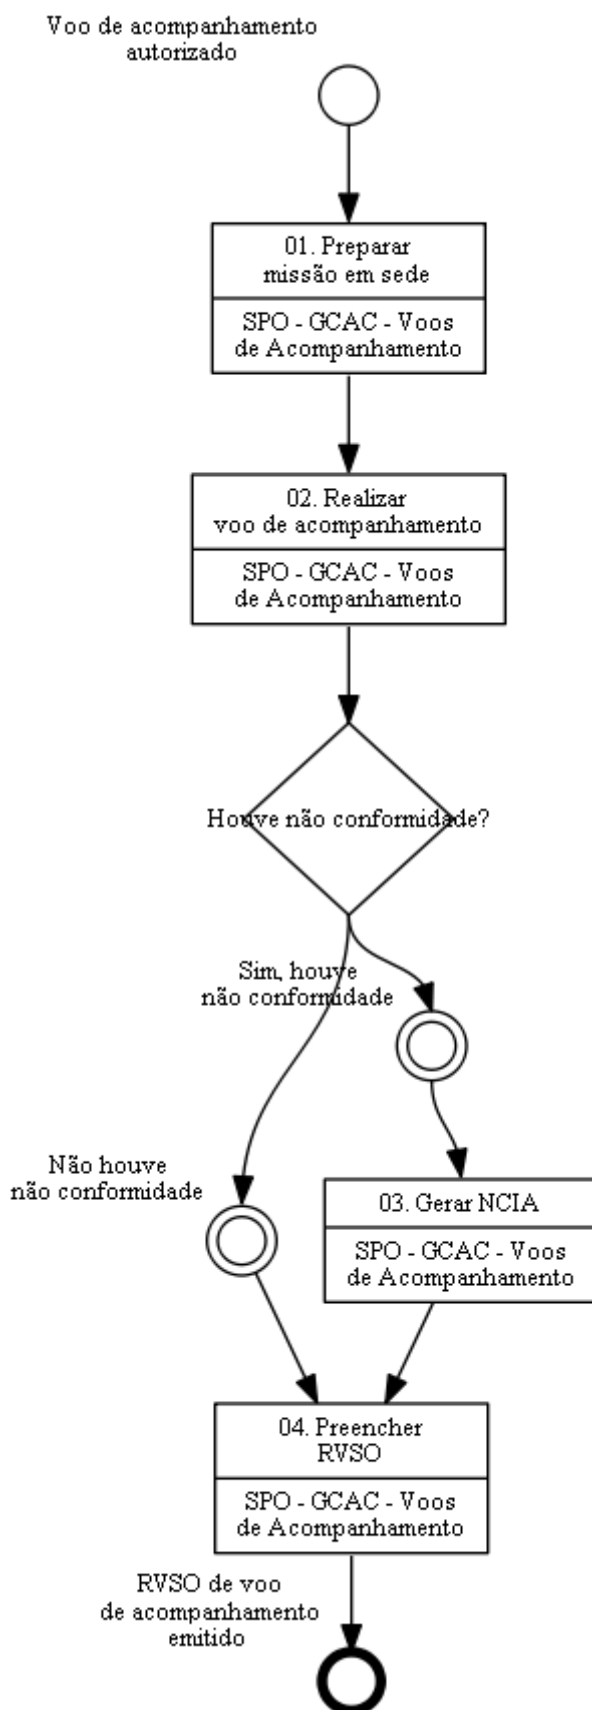 Voo de acompanhamento
autorizado
01. Preparar
missão em sede
SPO - GCAC - Voos
de Acompanhamento
02. Realizar
voo de acompanhamento
SPO - GCAC - Voos
de Acompanhamento
Houve não conformidade?
Sim, houve
não conformidade
Não houve
não conformidade
03. Gerar NCIA
SPO - GCAC - Voos
de Acompanhamento
04. Preencher
RVSO
SPO - GCAC - Voos
de Acompanhamento
RVSO de voo
de acompanhamento
emitido